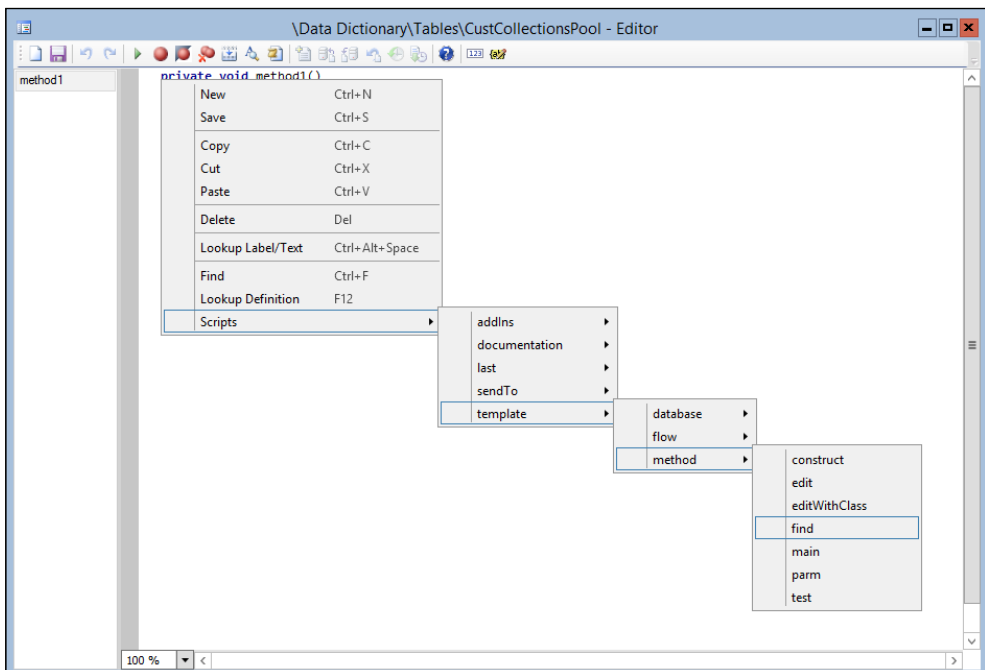 \Data Dictionary\Tables\CustCollectionsPool - Editor
method1
private void method1()
New Ctrl+N
Save Ctrl+S
Copy Ctrl+C
Cut Ctrl+X
Paste Ctrl+V
Delete Del
Lookup Label/Text Ctrl+Alt+Space
Find Ctrl+F
Lookup Definition F12
Scripts
addIns
documentation
last
sendTo
template
database
flow
method
construct
edit
editWithClass
find
main
parm
test
100 %